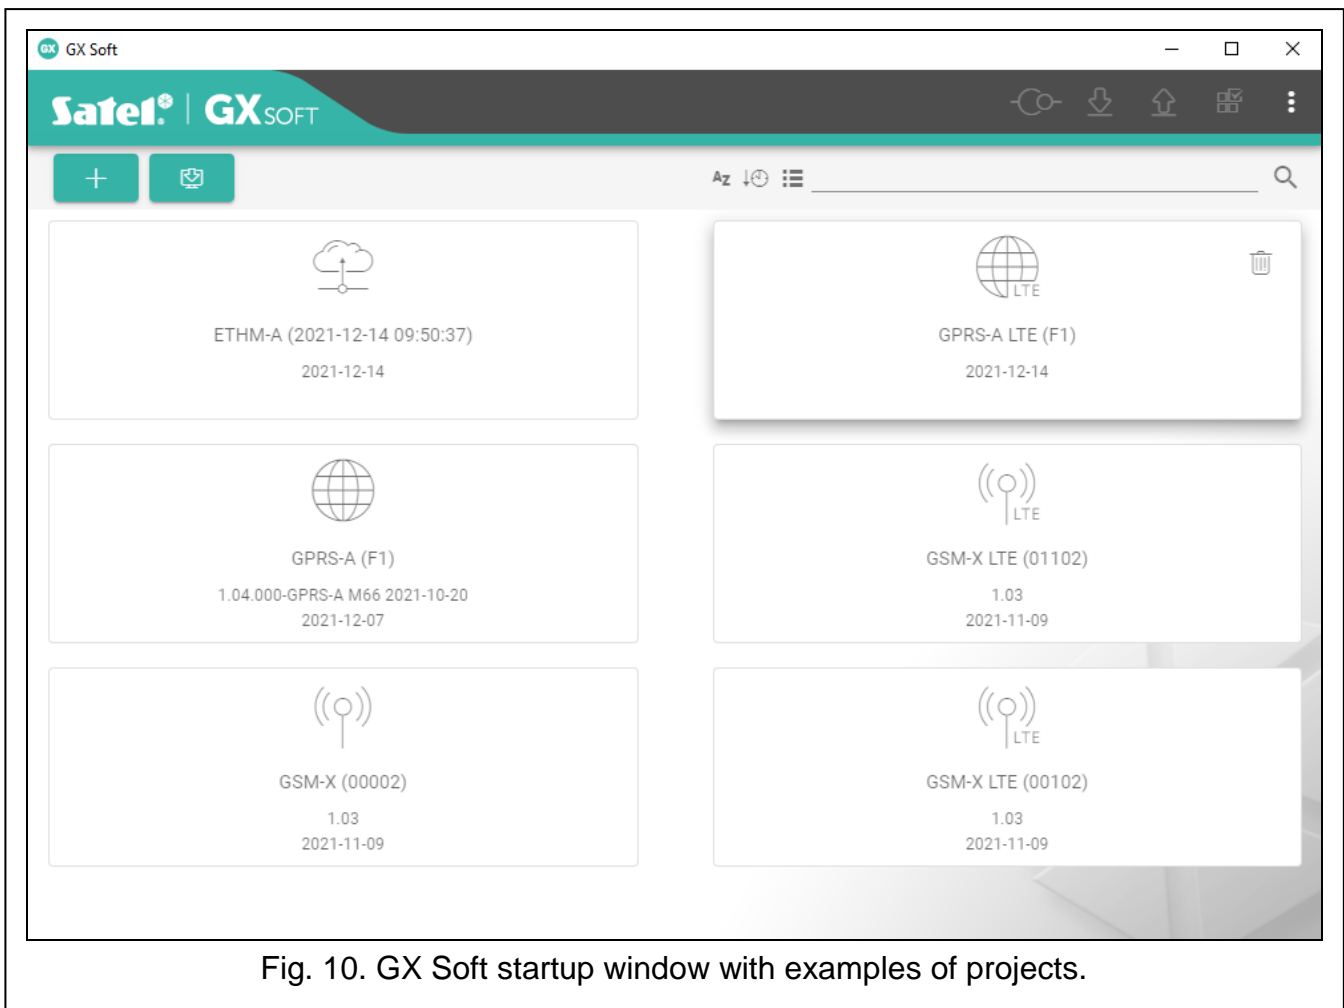 GX GX Soft
Satel.® | GX SOFT
AZ
ETHM-A (2021-12-14 09:50:37)
2021-12-14
LTE
GPRS-A LTE (F1)
2021-12-14
GPRS-A (F1)
1.04.000-GPRS-A M66 2021-10-20
2021-12-07
LTE
GSM-X LTE (01102)
1.03
2021-11-09
GSM-X (00002)
1.03
2021-11-09
LTE
GSM-X LTE (00102)
1.03
2021-11-09
Fig. 10. GX Soft startup window with examples of projects.